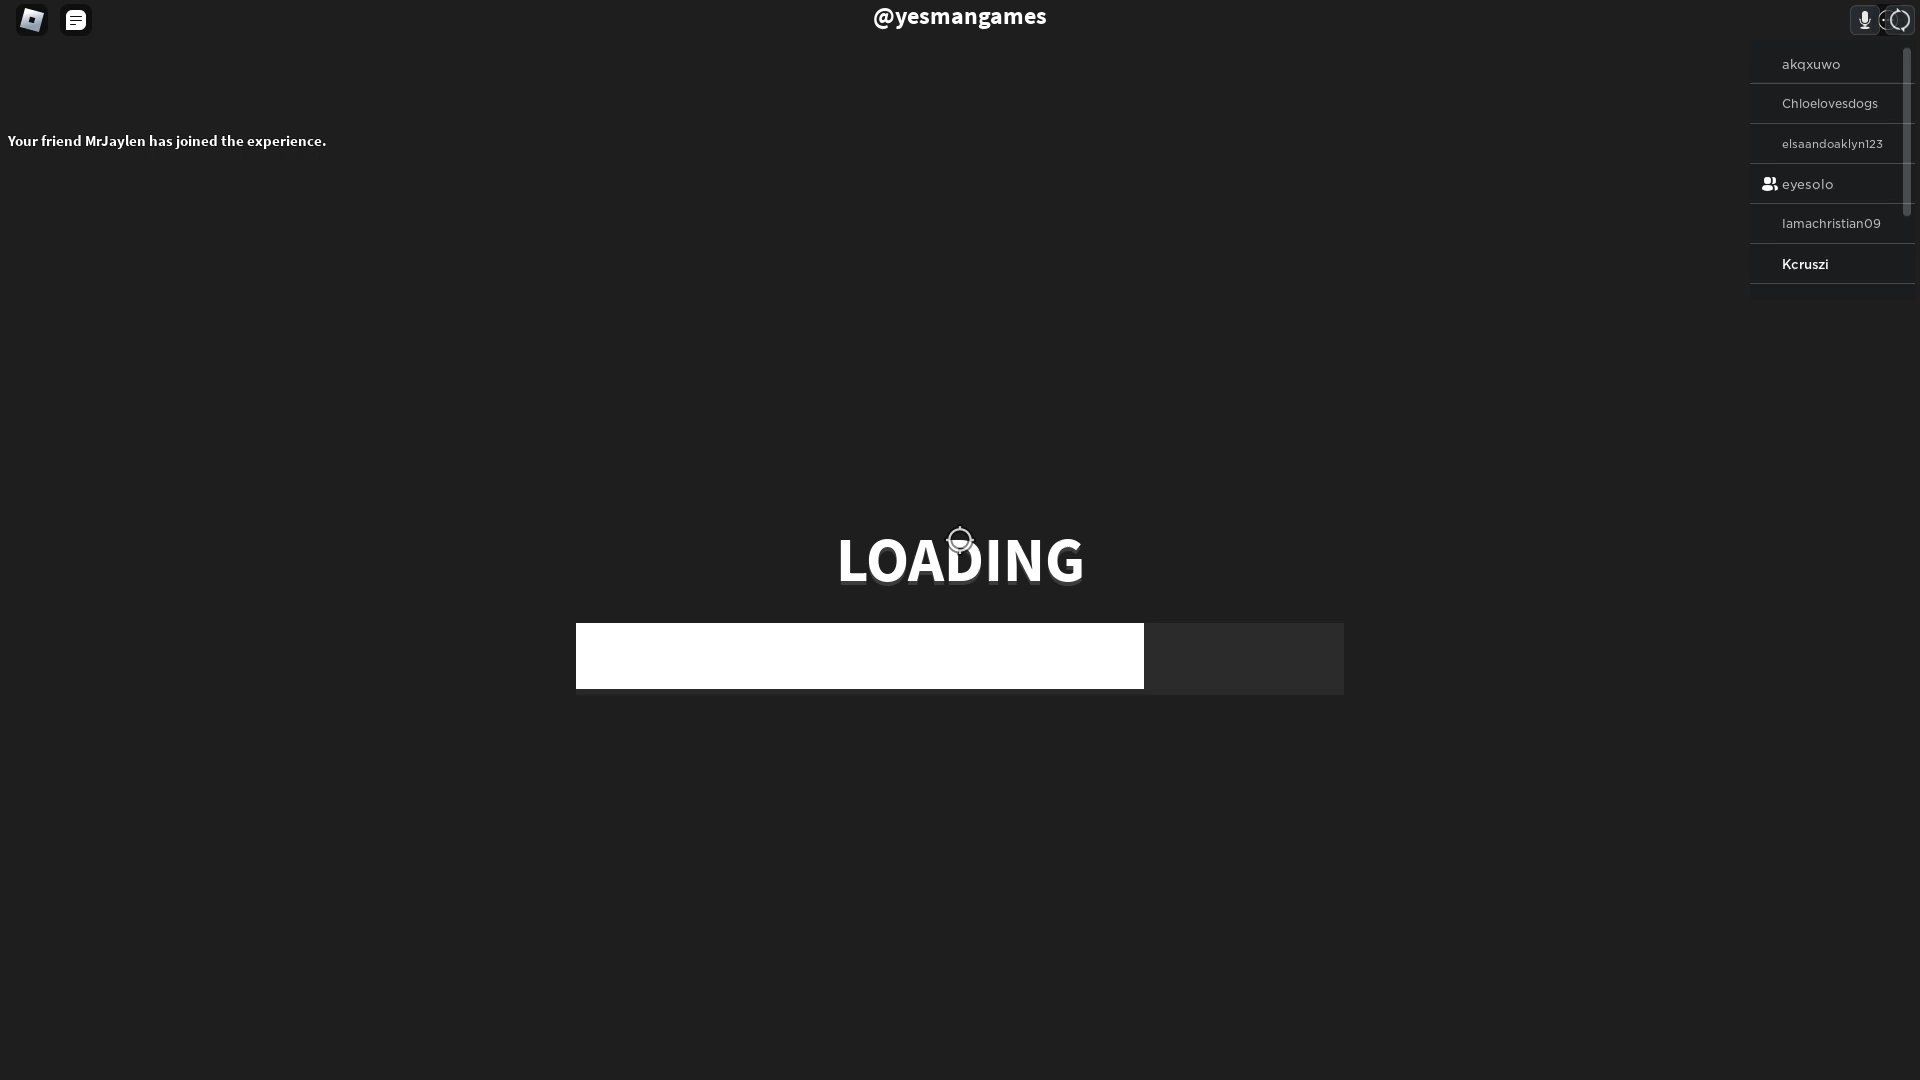 @yesmangames
akqxuwo
Chloelovesdogs
Your friend MrJaylen has joined the experience.
elsaandoaklyn123
eyesolo
Iamachristian09
Kcruszi
LOADING